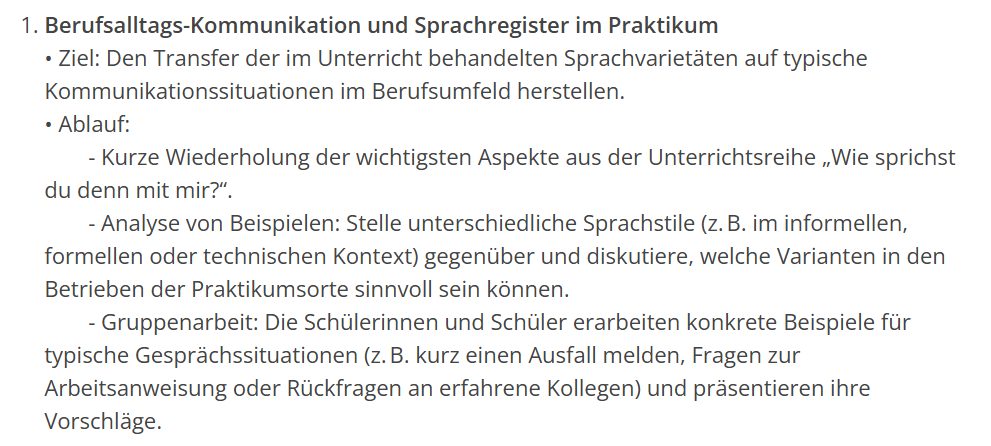 1. Berufsalltags-Kommunikation und Sprachregister im Praktikum
• Ziel: Den Transfer der im Unterricht behandelten Sprachvarietäten auf typische
Kommunikationssituationen im Berufsumfeld herstellen.
• Ablauf:
- Kurze Wiederholung der wichtigsten Aspekte aus der Unterrichtsreihe „Wie sprichst
du denn mit mir?“.
- Analyse von Beispielen: Stelle unterschiedliche Sprachstile (z. B. im informellen,
formellen oder technischen Kontext) gegenüber und diskutiere, welche Varianten in den
Betrieben der Praktikumsorte sinnvoll sein können.
- Gruppenarbeit: Die Schülerinnen und Schüler erarbeiten konkrete Beispiele für
typische Gesprächssituationen (z. B. kurz einen Ausfall melden, Fragen zur
Arbeitsanweisung oder Rückfragen an erfahrene Kollegen) und präsentieren ihre
Vorschläge.